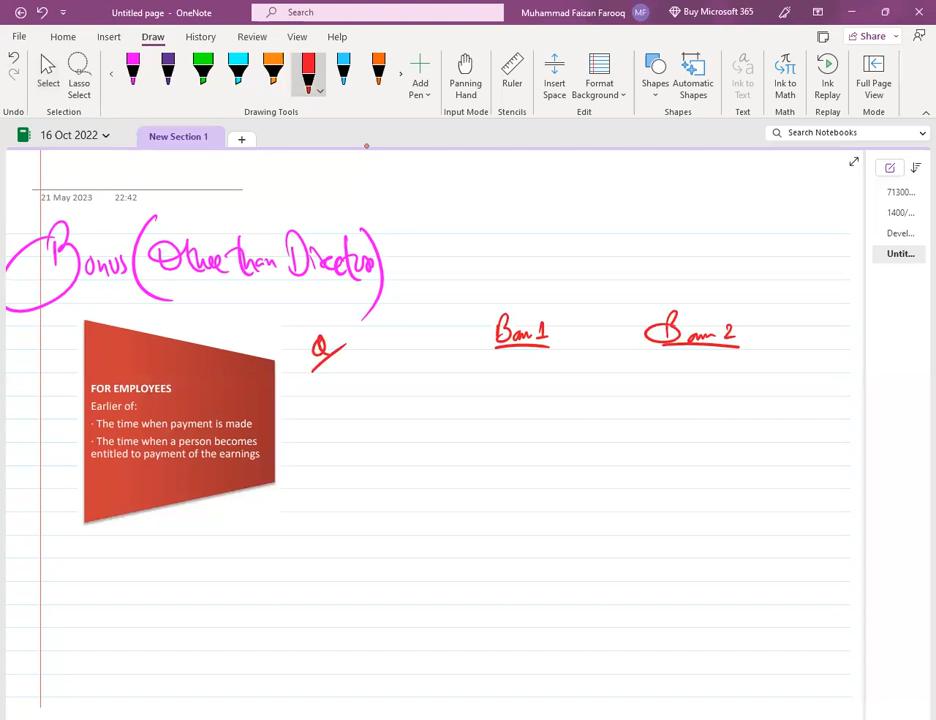 Untitled page - OneNote
Search
Muhammad Faizan Farooq
MF
Buy Microsoft 365
File Home Insert Draw View History Review View Help
Share
Undo
Select
Lasso Select
Selection
Drawing Tools
Add Pen
Panning Hand
Input Mode
Ruler
Stencils
Insert Space
Format Background
Edit
Shapes
Automatic Shapes
Shapes
Ink to Text
Text
Ink to Math
Math
Ink Replay
Replay
Full Page View
Mode
16 Oct 2022
New Section 1
+
Search Notebooks
21 May 2023 22:42
71300...
1400/...
Devel...
Untit...
Bonus (Other than Director)
Q
Bonus 1
Bonus 2
FOR EMPLOYEES
Earlier of:
· The time when payment is made
· The time when a person becomes
entitled to payment of the earnings